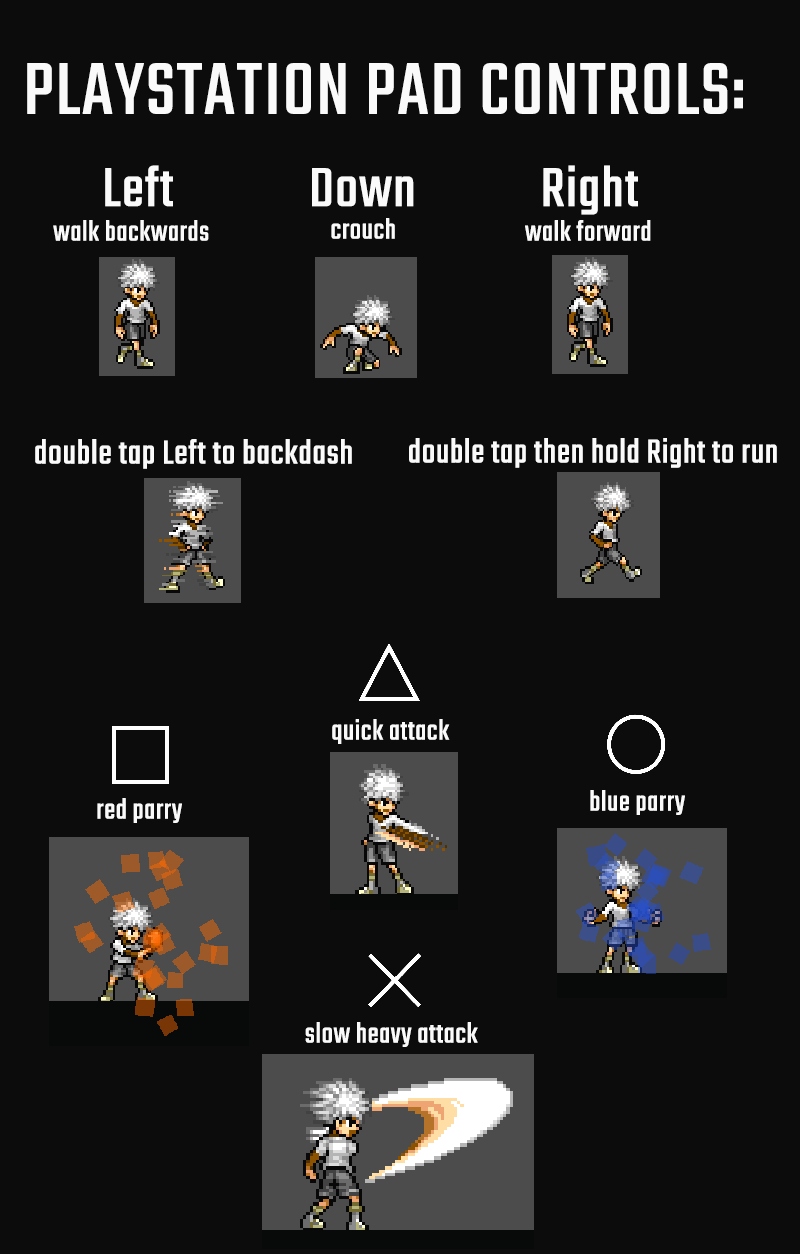 PLAYSTATION PAD CONTROLS:
Left
walk backwards
Down
crouch
Right
walk forward
double tap Left to backdash
double tap then hold Right to run
quick attack
red parry
blue parry
slow heavy attack